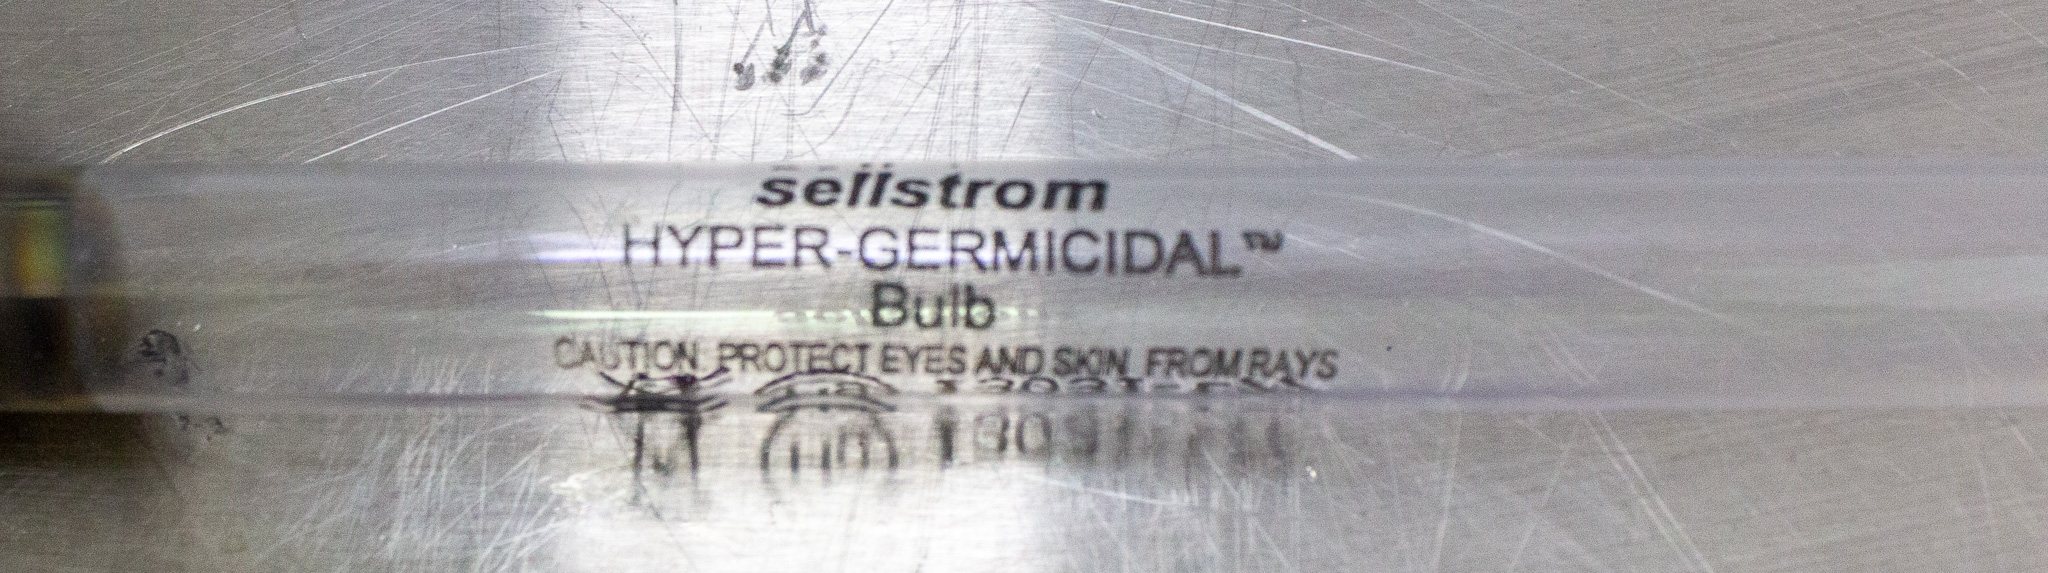 sellstrom
HYPER-GERMICIDAL™
Bulb
CAUTION PROTECT EYES AND SKIN FROM RAYS